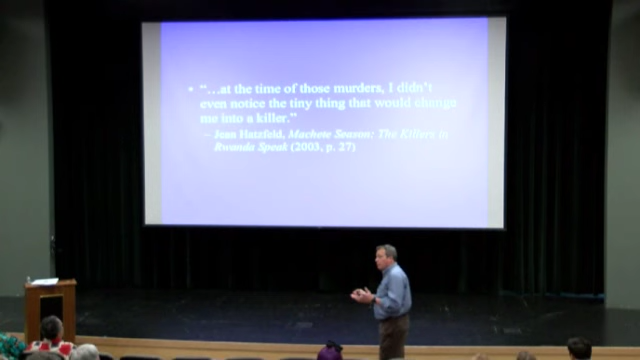 • “…at the time of those murders, I didn’t
even notice the tiny thing that would change
me into a killer.”
– Jean Hatzfeld, Machete Season: The Killers in
Rwanda Speak (2003, p. 27)